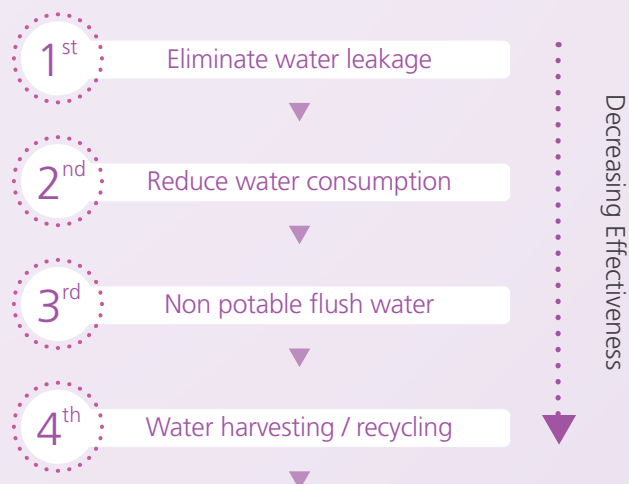 1st Eliminate water leakage
2nd Reduce water consumption
3rd Non potable flush water
4th Water harvesting / recycling
Decreasing Effectiveness